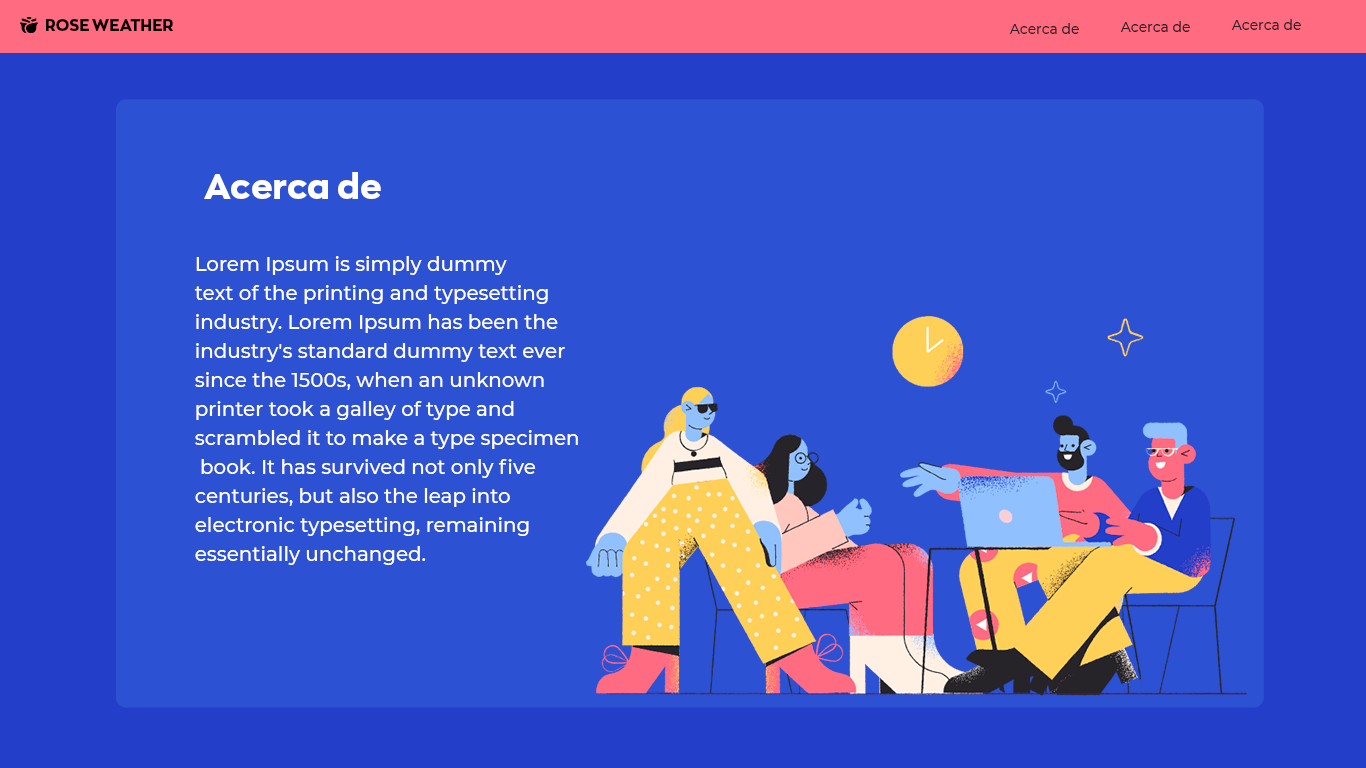 ROSE WEATHER
Acerca de
Acerca de
Acerca de
Acerca de
Lorem Ipsum is simply dummy
text of the printing and typesetting
industry. Lorem Ipsum has been the
industry's standard dummy text ever
since the 1500s, when an unknown
printer took a galley of type and
scrambled it to make a type specimen
book. It has survived not only five
centuries, but also the leap into
electronic typesetting, remaining
essentially unchanged.